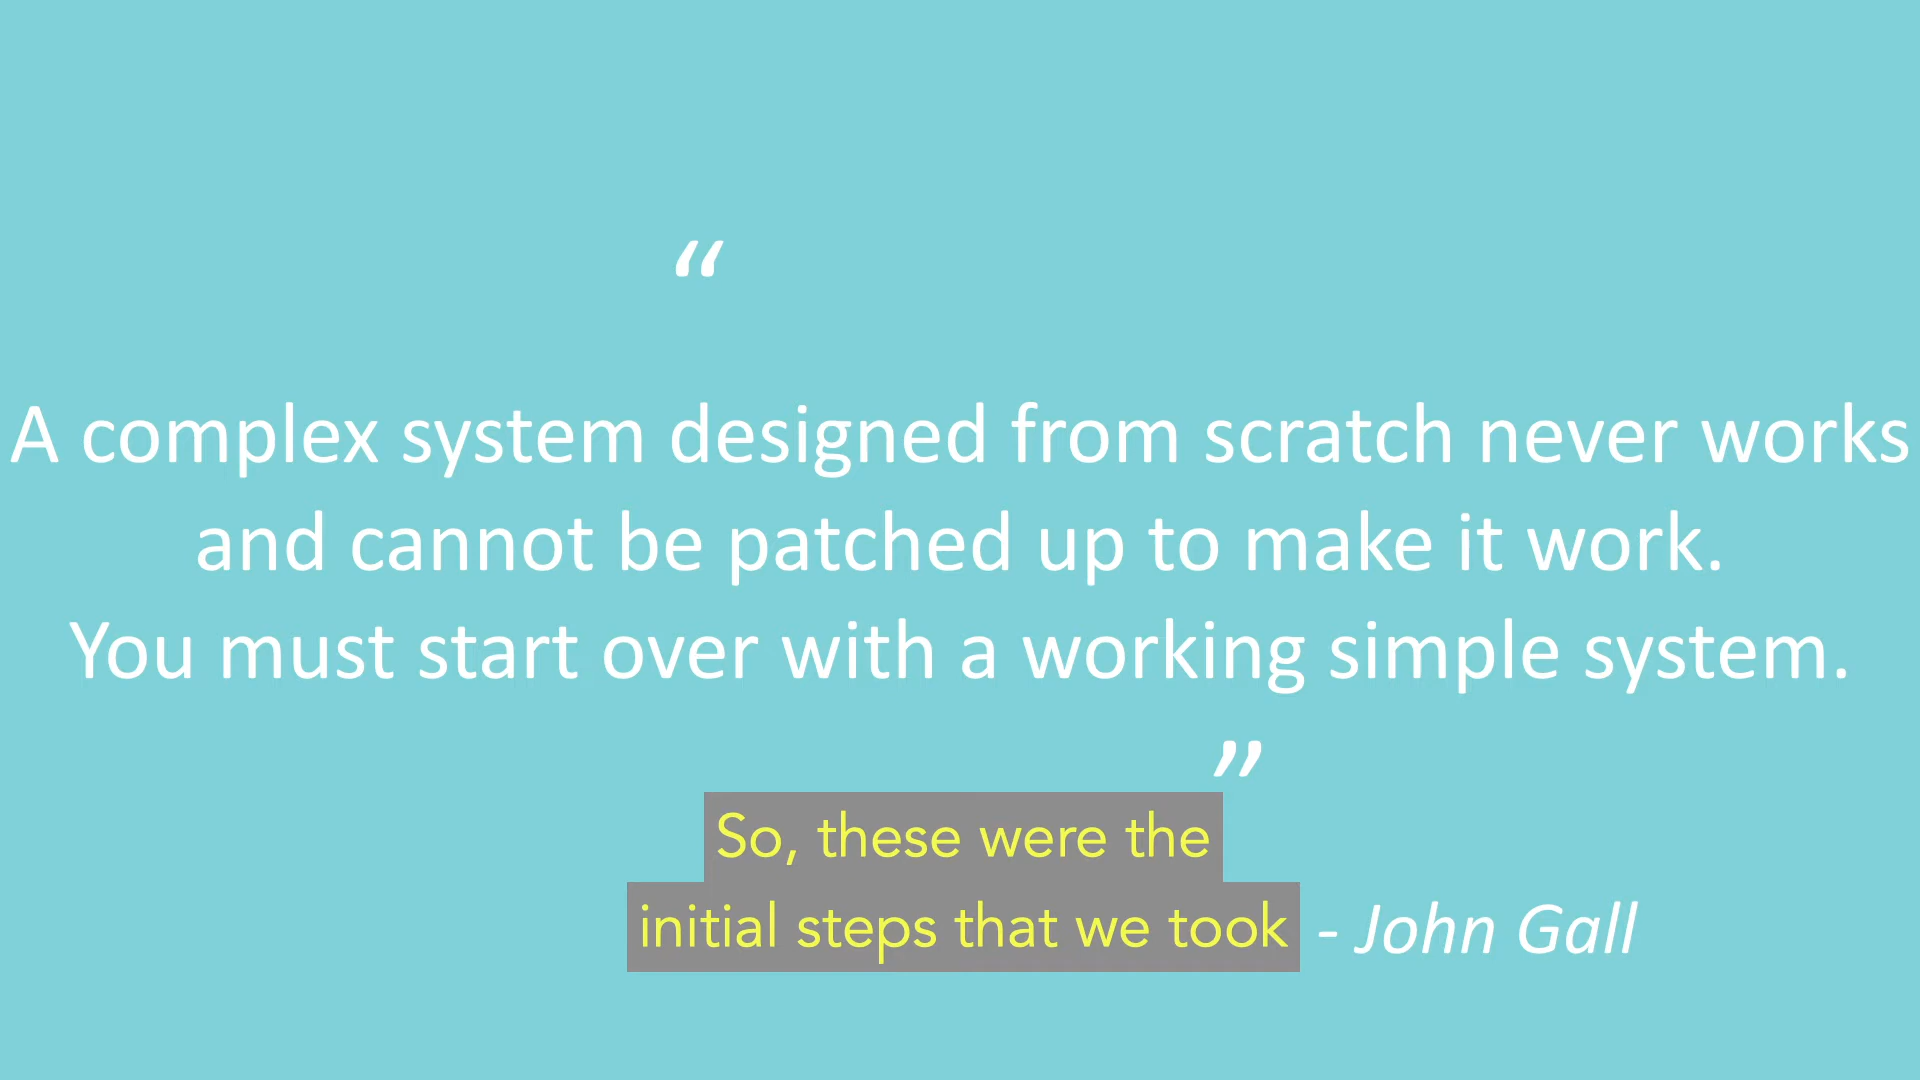 “
A complex system designed from scratch never works
and cannot be patched up to make it work.
You must start over with a working simple system.
”
So, these were the
initial steps that we took
- John Gall